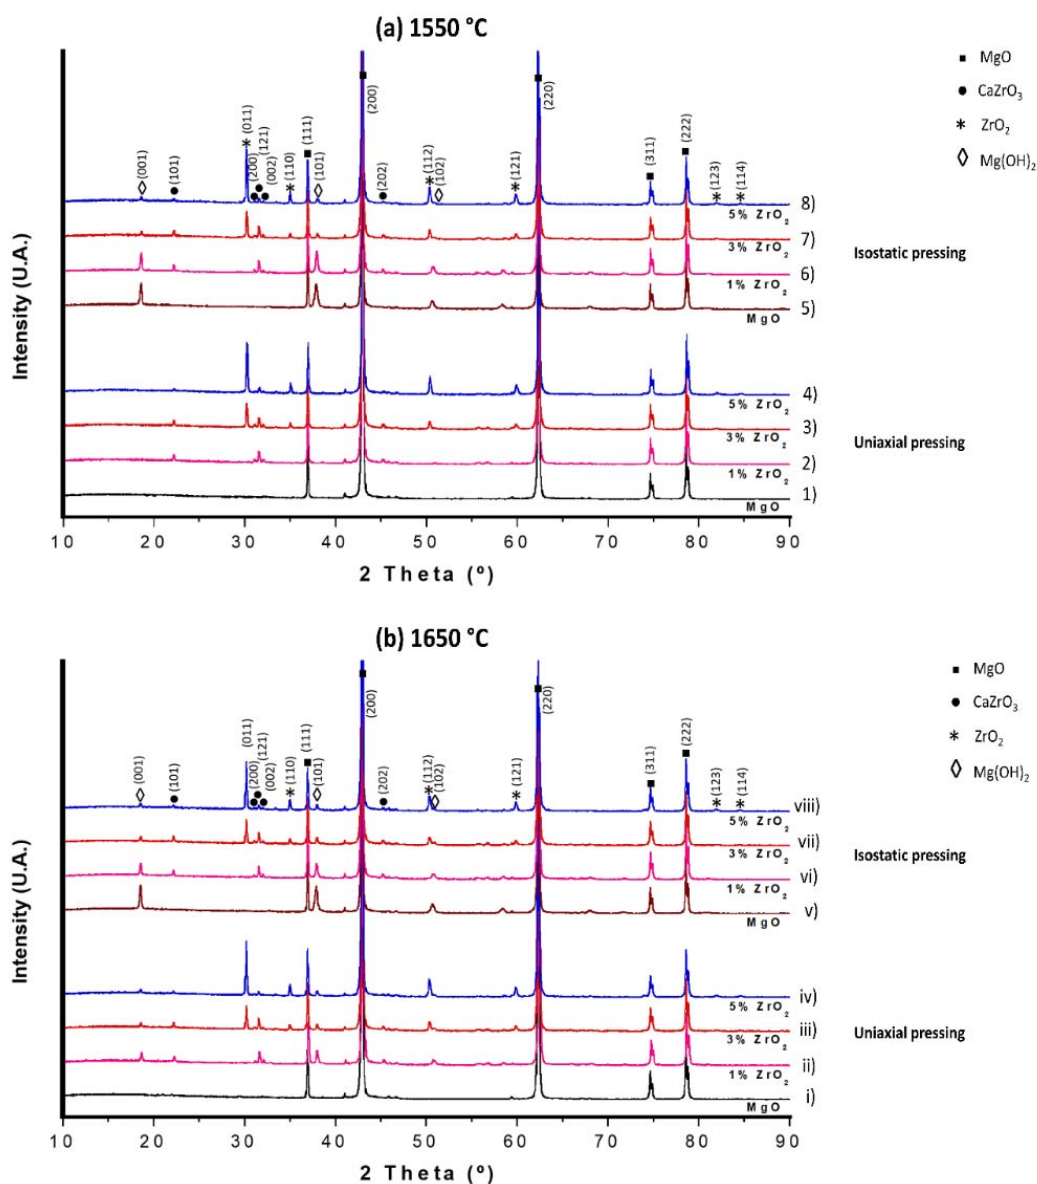 (a) 1550 °C
MgO
CaZrO3
ZrO2
Mg(OH)2
(001)
(101)
(011)
(200)
(121)
(002)
(110)
(111)
(101)
(200)
(202)
(112)
(102)
(121)
(220)
(311)
(222)
(123)
(114)
8)
5% ZrO2
7)
3% ZrO2
6)
1% ZrO2
5)
MgO
Isostatic pressing
4)
5% ZrO2
3)
3% ZrO2
2)
1% ZrO2
1)
MgO
Uniaxial pressing
Intensity (U.A.)
10 20 30 40 50 60 70 80 90
2 Theta (º)
(b) 1650 °C
MgO
CaZrO3
ZrO2
Mg(OH)2
(001)
(101)
(011)
(200)
(121)
(002)
(110)
(111)
(101)
(200)
(202)
(112)
(102)
(121)
(220)
(311)
(222)
(123)
(114)
viii)
5% ZrO2
vii)
3% ZrO2
vi)
1% ZrO2
v)
MgO
Isostatic pressing
iv)
5% ZrO2
iii)
3% ZrO2
ii)
1% ZrO2
i)
MgO
Uniaxial pressing
Intensity (U.A.)
10 20 30 40 50 60 70 80 90
2 Theta (º)